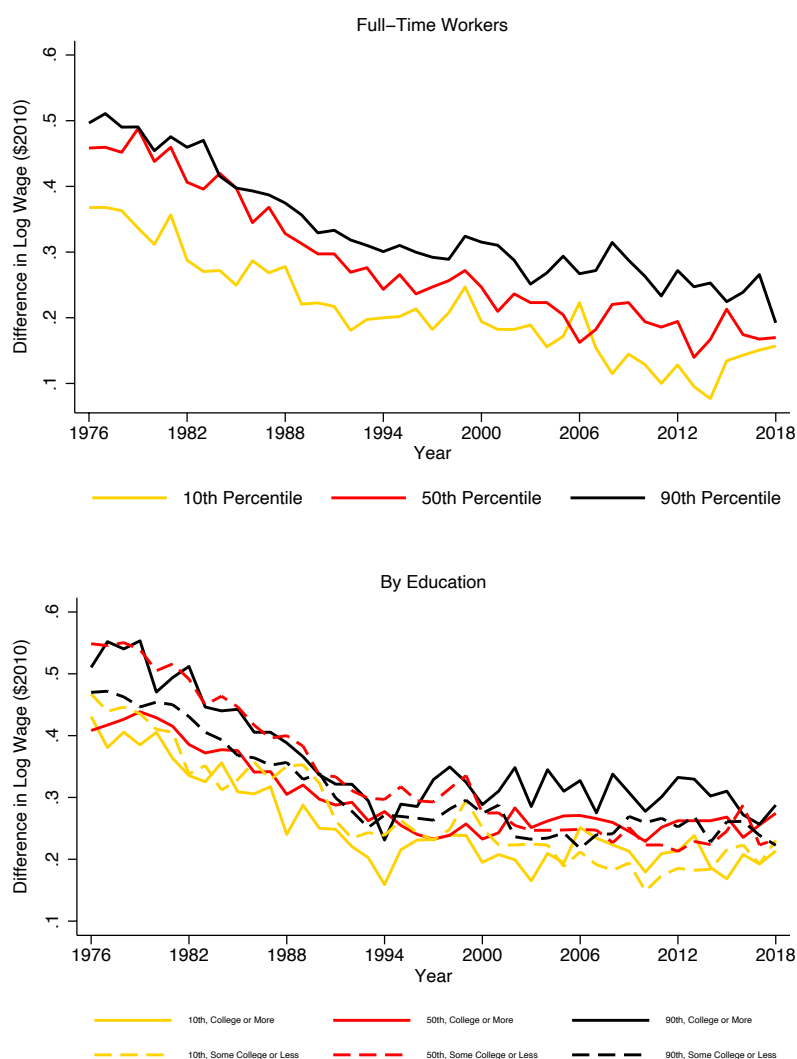 Full−Time Workers
Difference in Log Wage ($2010)
.6
.5
.4
.3
.2
.1
1976 1982 1988 1994 2000 2006 2012 2018
Year
10th Percentile 50th Percentile 90th Percentile
By Education
Difference in Log Wage ($2010)
.6
.5
.4
.3
.2
.1
1976 1982 1988 1994 2000 2006 2012 2018
Year
10th, College or More 50th, College or More 90th, College or More
10th, Some College or Less 50th, Some College or Less 90th, Some College or Less